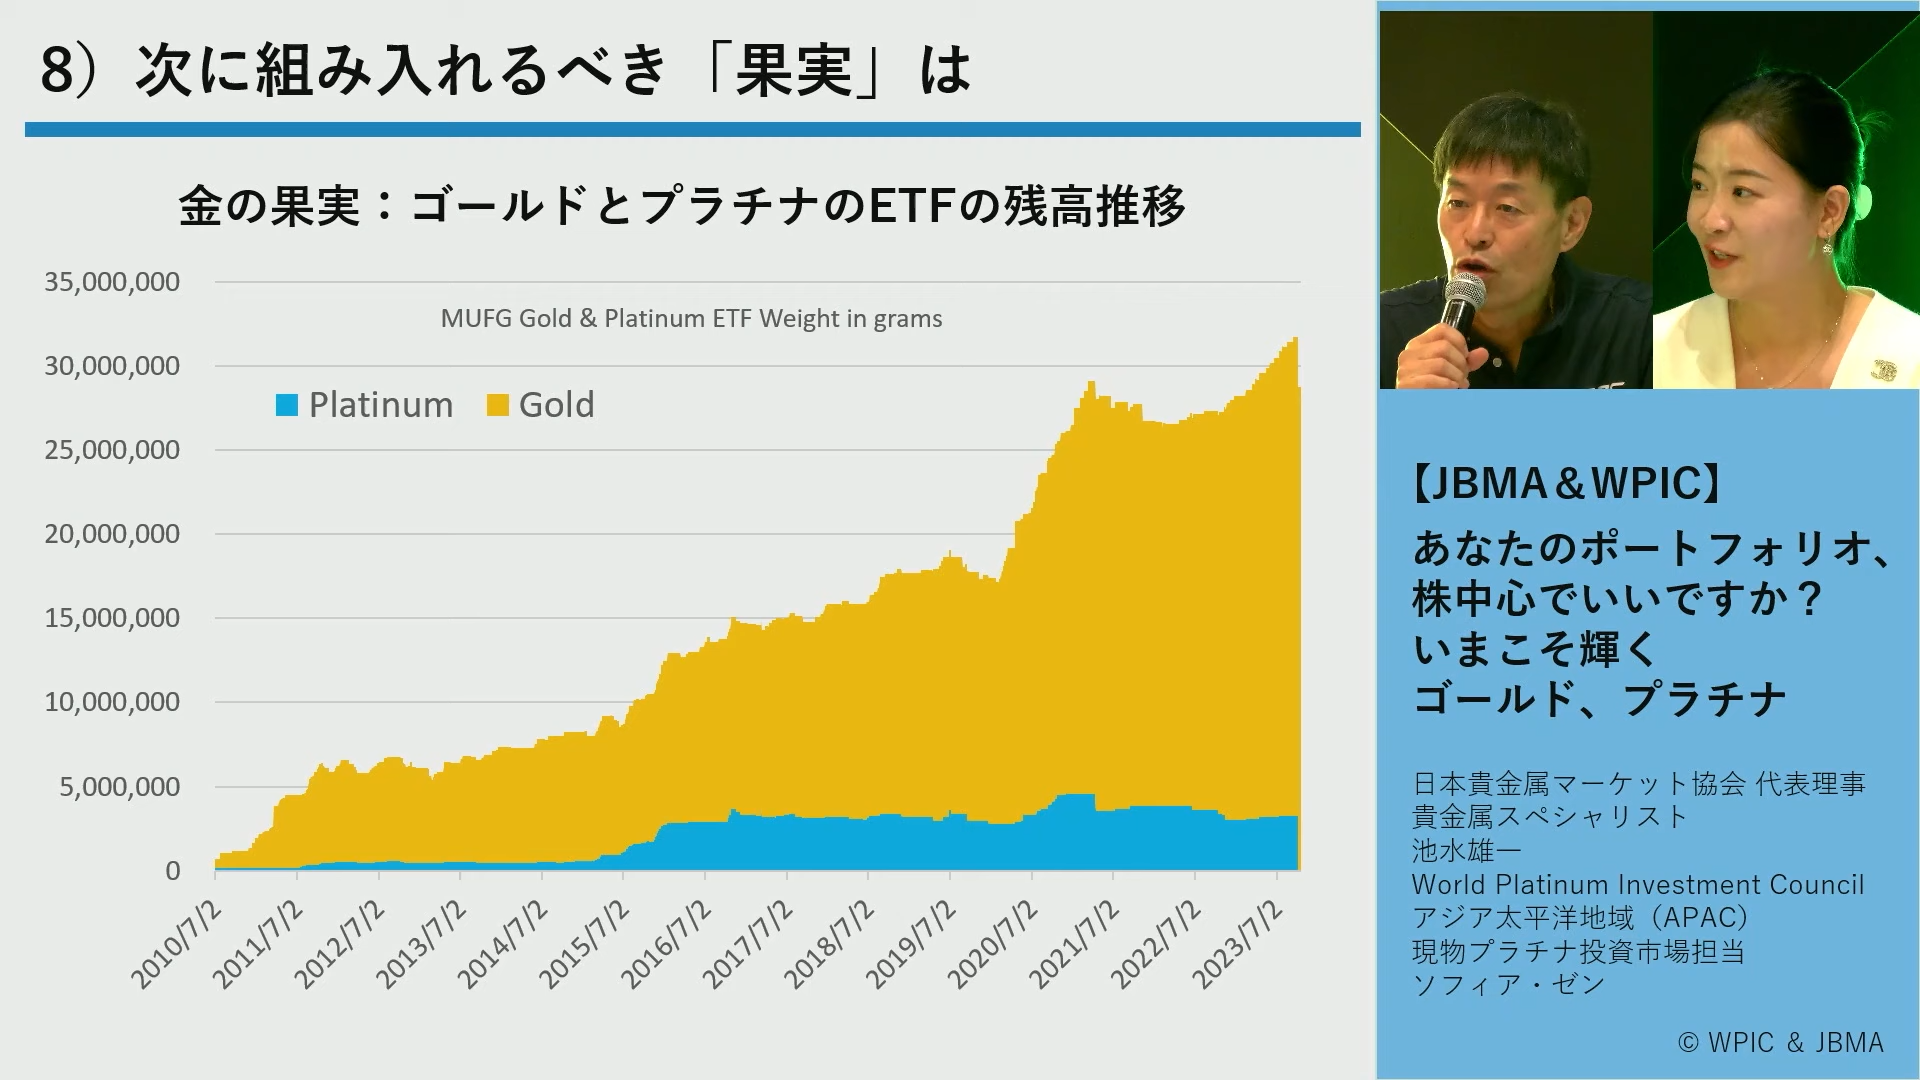 8）次に組み入れるべき「果実」は
金の果実：ゴールドとプラチナのETFの残高推移
MUFG Gold & Platinum ETF Weight in grams
Platinum Gold
35,000,000
30,000,000
25,000,000
20,000,000
15,000,000
10,000,000
5,000,000
0
2010/7/2
2011/7/2
2012/7/2
2013/7/2
2014/7/2
2015/7/2
2016/7/2
2017/7/2
2018/7/2
2019/7/2
2020/7/2
2021/7/2
2022/7/2
2023/7/2
【JBMA＆WPIC】
あなたのポートフォリオ、
株中心でいいですか？
いまこそ輝く
ゴールド、プラチナ
日本貴金属マーケット協会 代表理事
貴金属スペシャリスト
池水雄一
World Platinum Investment Council
アジア太平洋地域（APAC）
現物プラチナ投資市場担当
ソフィア・ゼン
© WPIC & JBMA